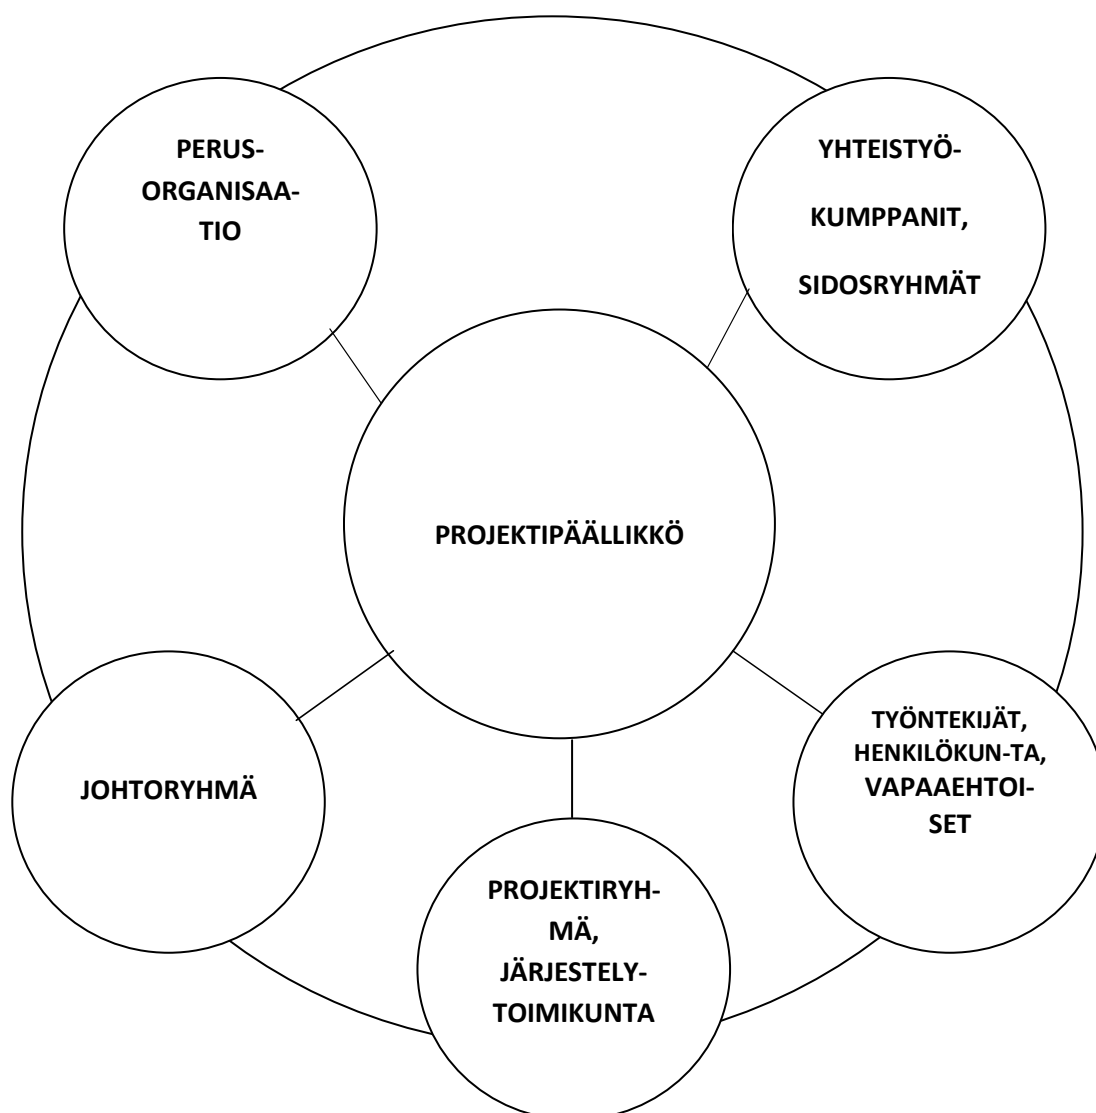 PERUS-
ORGANISAA-
TIO
YHTEISTYÖ-
KUMPPANIT,
SIDOSRYHMÄT
PROJEKTIPÄÄLLIKKÖ
JOHTORYHMÄ
TYÖNTEKIJÄT,
HENKILÖKUN-TA,
VAPAAEHTOI-
SET
PROJEKTIRYH-
MÄ,
JÄRJESTELY-
TOIMIKUNTA